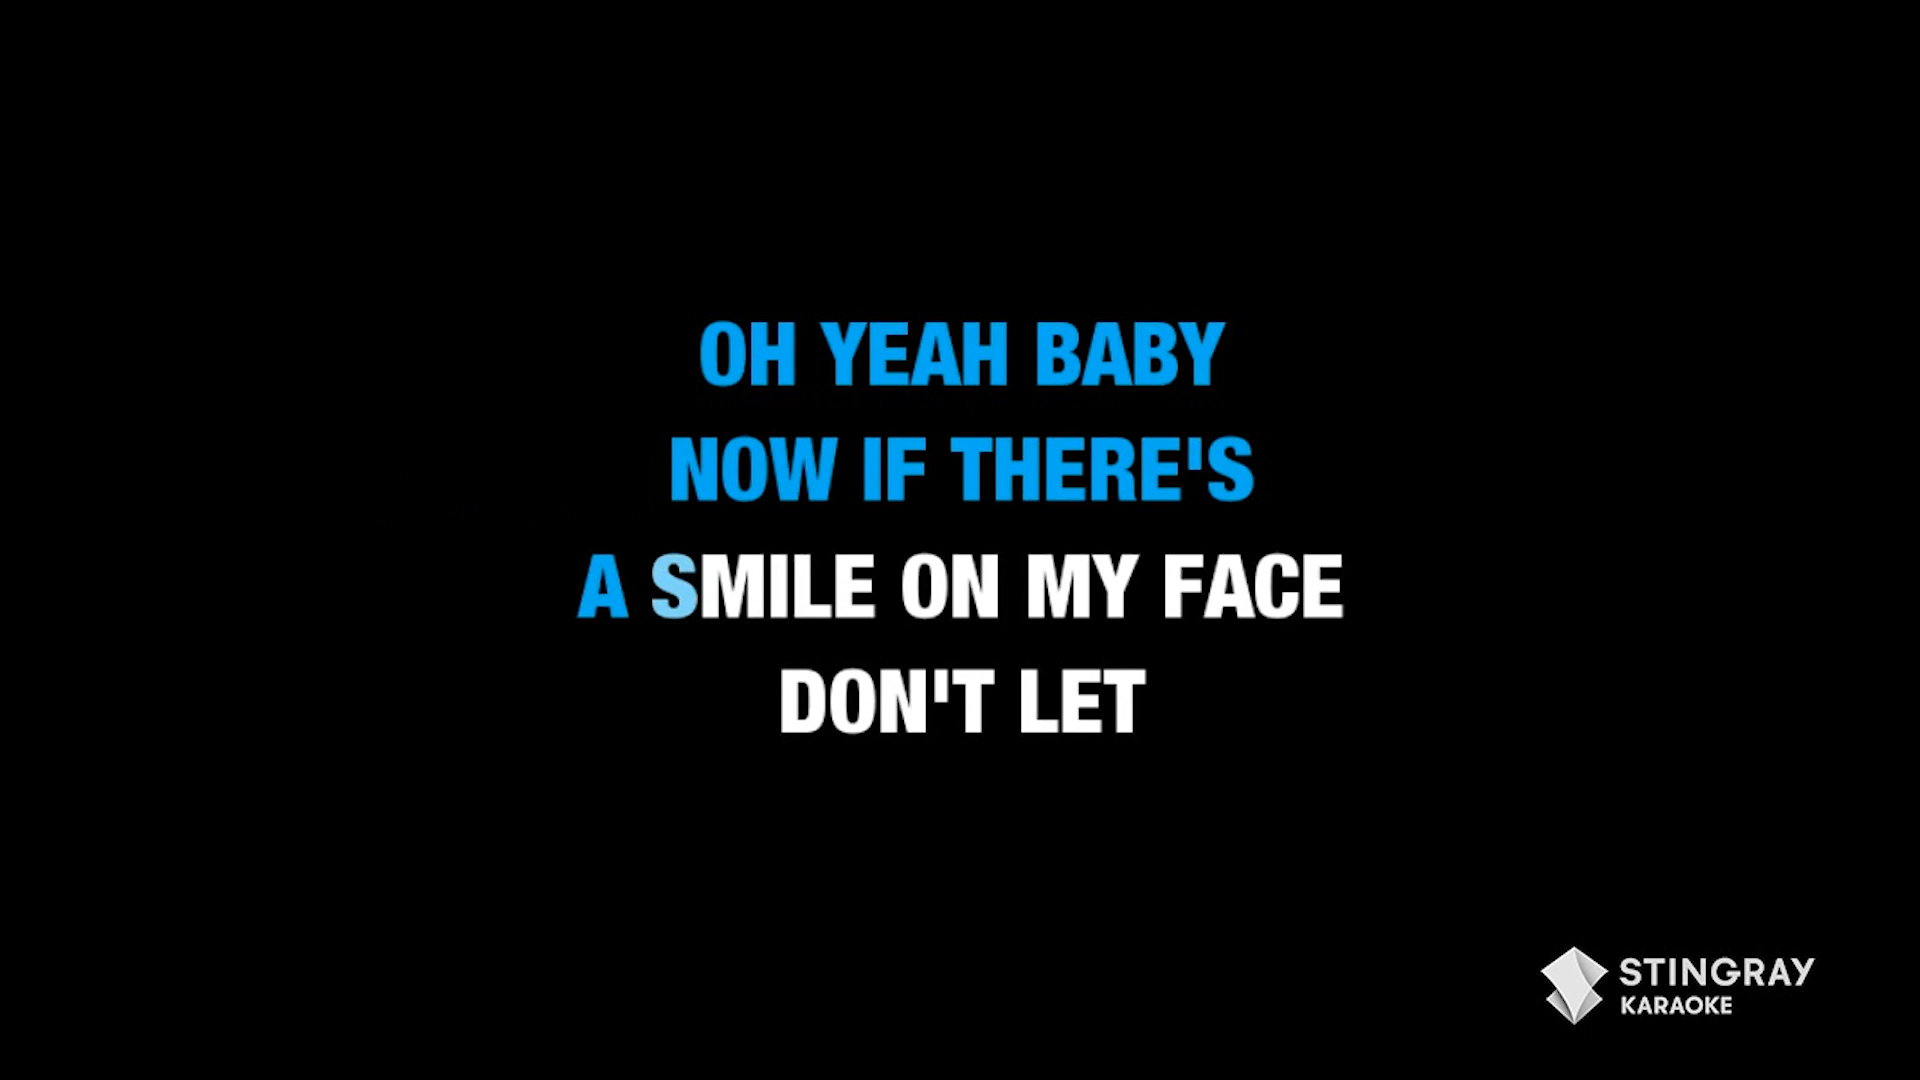 OH YEAH BABY
NOW IF THERE'S
A SMILE ON MY FACE
DON'T LET
STINGRAY
KARAOKE